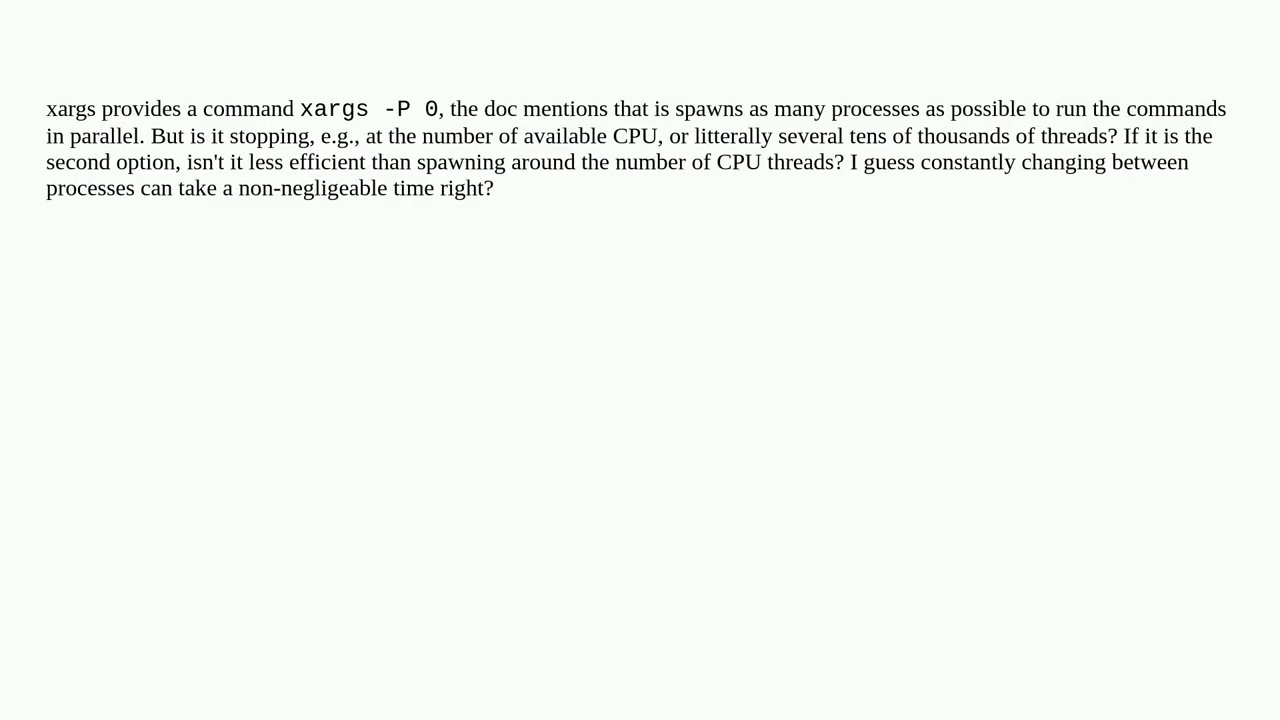 xargs provides a command xargs -P 0, the doc mentions that is spawns as many processes as possible to run the commands
in parallel. But is it stopping, e.g., at the number of available CPU, or litterally several tens of thousands of threads? If it is the
second option, isn't it less efficient than spawning around the number of CPU threads? I guess constantly changing between
processes can take a non-negligeable time right?